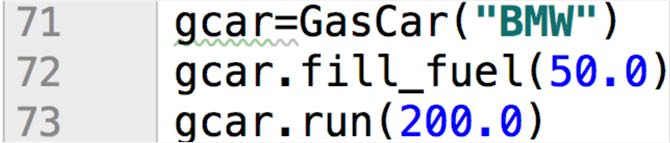 71 gcar=GasCar("BMW")
72 gcar.fill_fuel(50.0)
73 gcar.run(200.0)